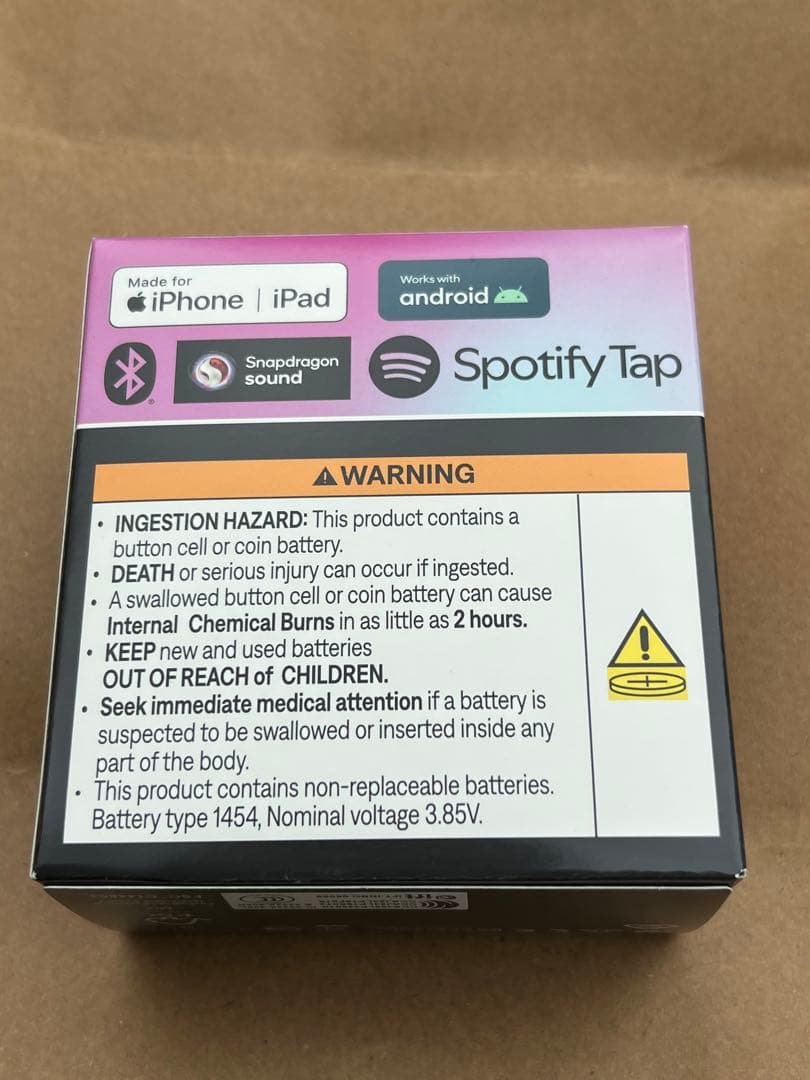 Made for
iPhone | iPad
Works with
android
Snapdragon
sound
Spotify Tap
WARNING
• INGESTION HAZARD: This product contains a
button cell or coin battery.
• DEATH or serious injury can occur if ingested.
• A swallowed button cell or coin battery can cause
Internal Chemical Burns in as little as 2 hours.
• KEEP new and used batteries
OUT OF REACH of CHILDREN.
• Seek immediate medical attention if a battery is
suspected to be swallowed or inserted inside any
part of the body.
• This product contains non-replaceable batteries.
Battery type 1454, Nominal voltage 3.85V.